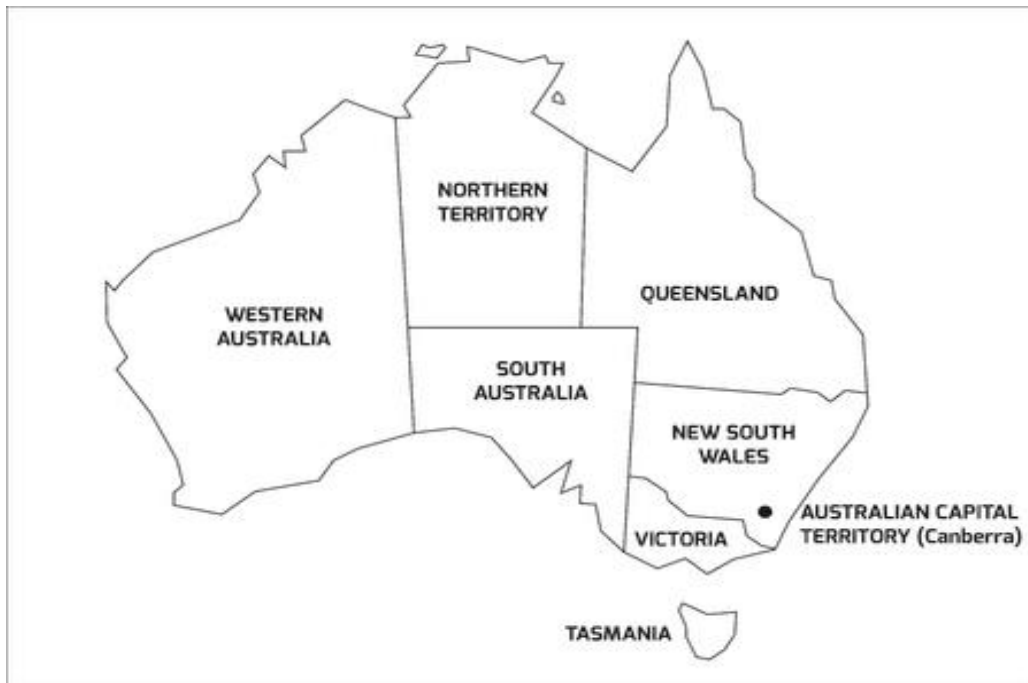 NORTHERN
TERRITORY
QUEENSLAND
WESTERN
AUSTRALIA
SOUTH
AUSTRALIA
NEW SOUTH
WALES
AUSTRALIAN CAPITAL
TERRITORY (Canberra)
VICTORIA
TASMANIA